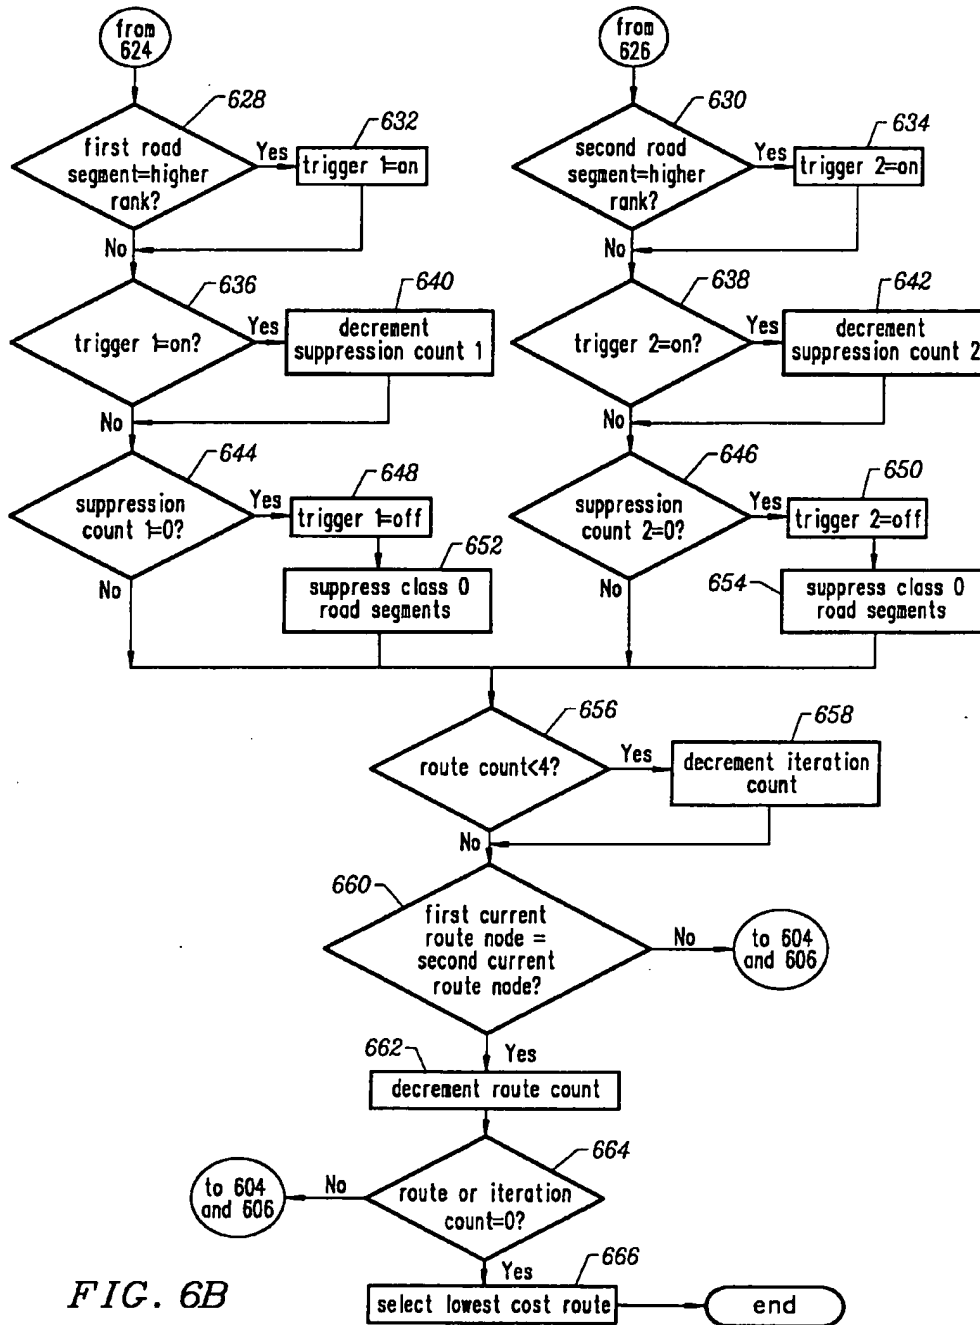 from
624
628
first road
segment=higher
rank?
Yes
632
trigger 1=on
No
636
trigger 1=on?
Yes
640
decrement
suppression count 1
No
644
suppression
count 1=0?
Yes
648
trigger 1=off
652
suppress class 0
road segments
No
from
626
630
second road
segment=higher
rank?
Yes
634
trigger 2=on
No
638
trigger 2=on?
Yes
642
decrement
suppression count 2
No
646
suppression
count 2=0?
Yes
650
trigger 2=off
654
suppress class 0
road segments
No
656
route count<4?
Yes
658
decrement iteration
count
No
660
first current
route node =
second current
route node?
No
to 604
and 606
Yes
662
decrement route count
664
route or iteration
count=0?
No
to 604
and 606
Yes
666
select lowest cost route
end
FIG. 6B